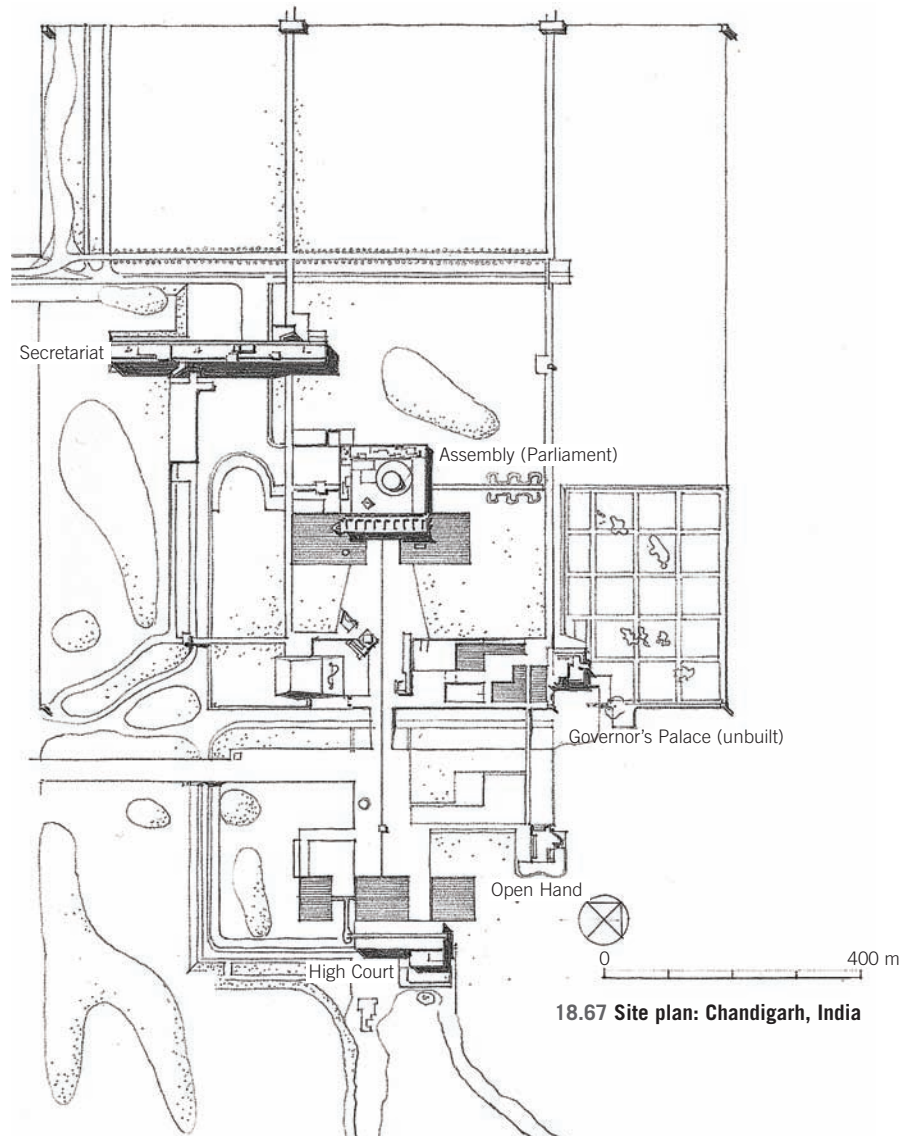 Secretariat
Assembly (Parliament)
Governor's Palace (unbuilt)
Open Hand
High Court
0
400 m
18.67 Site plan: Chandigarh, India